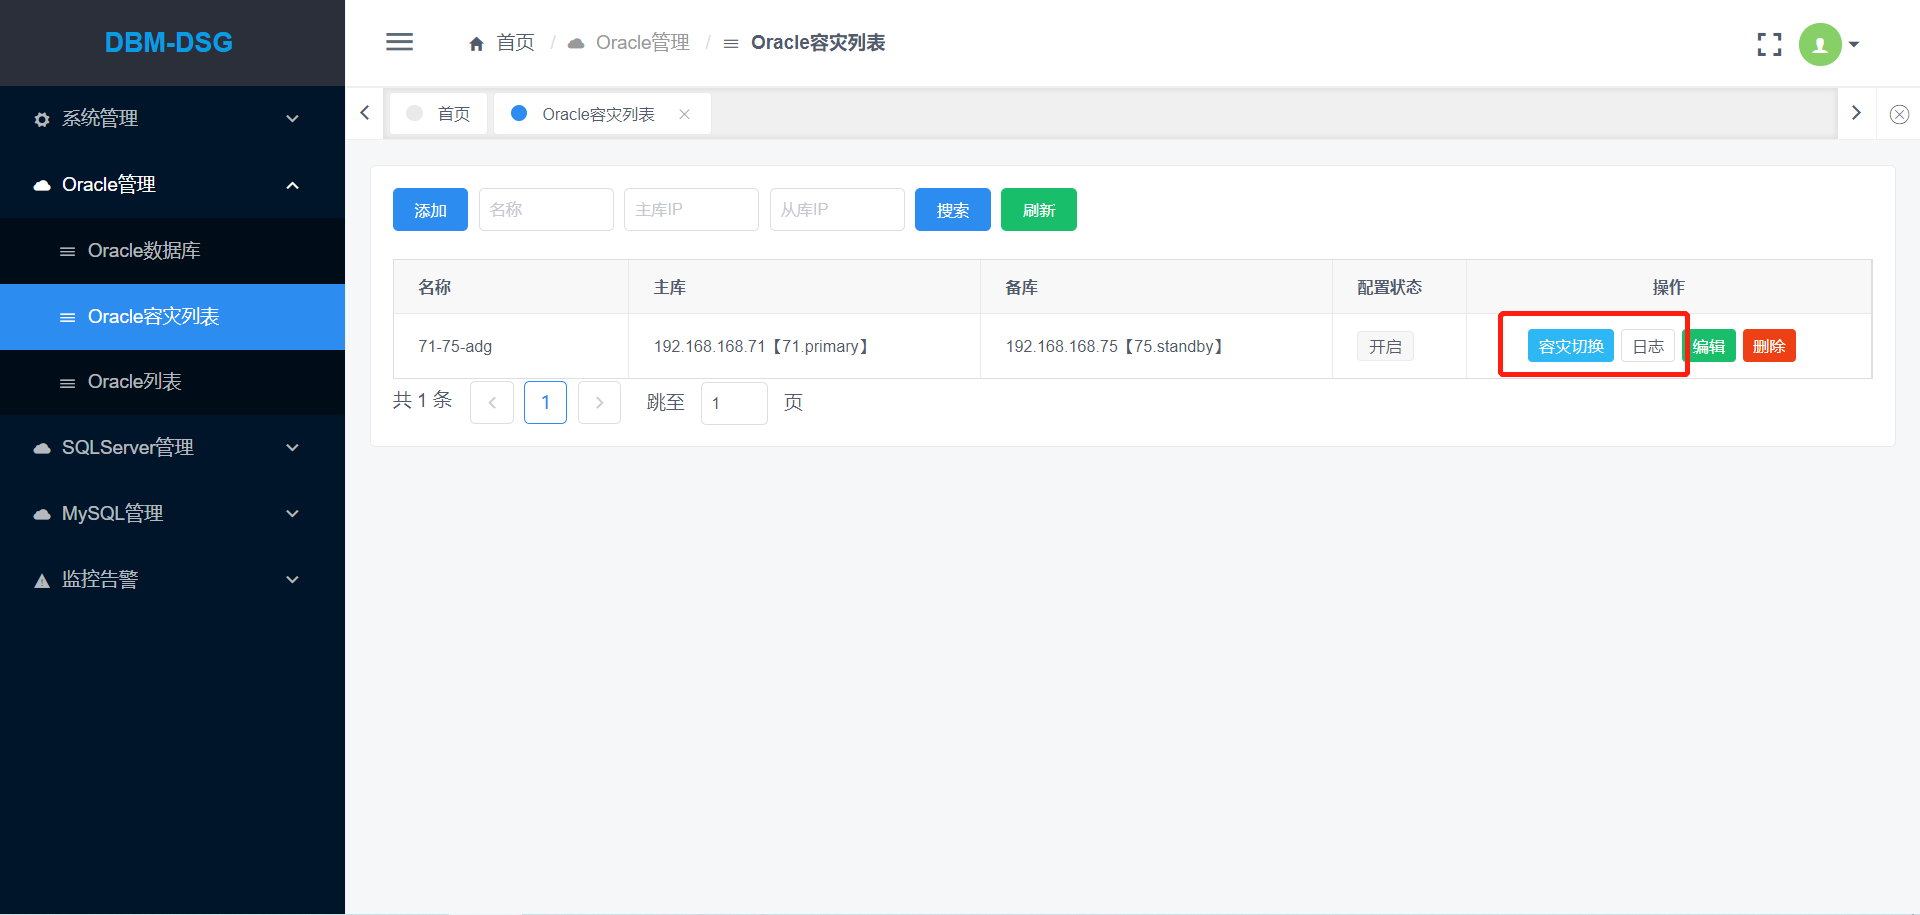 DBM-DSG
系统管理
Oracle管理
Oracle数据库
Oracle容灾列表
Oracle列表
SQLServer管理
MySQL管理
监控告警
首页 / Oracle管理 / Oracle容灾列表
首页 Oracle容灾列表
添加 名称 主库IP 从库IP 搜索 刷新
名称 主库 备库 配置状态 操作
71-75-adg 192.168.168.71【71.primary】 192.168.168.75【75.standby】 开启 容灾切换 日志 编辑 删除
共 1 条 1 跳至 1 页